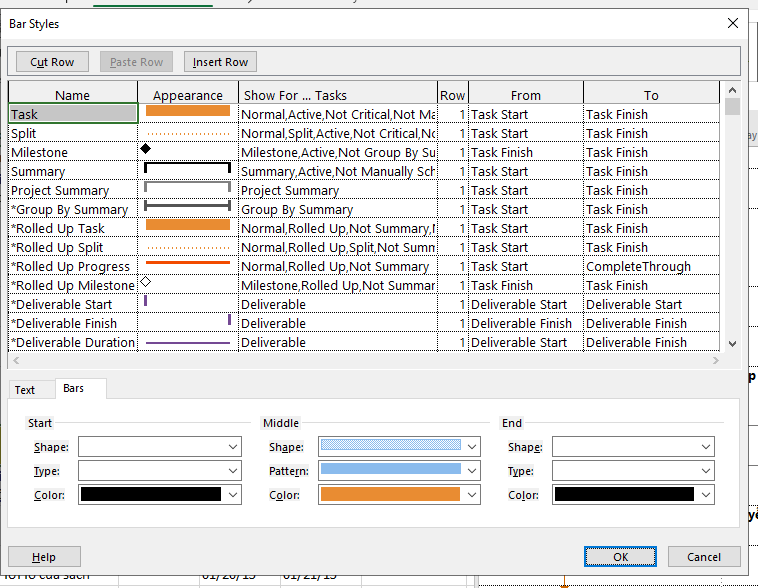 Bar Styles
Cut Row Paste Row Insert Row
Name Appearance Show For ... Tasks Row From To
Task Normal,Active,Not Critical,Not Ma 1 Task Start Task Finish
Split Normal,Split,Active,Not Critical,Nc 1 Task Start Task Finish
Milestone Milestone,Active,Not Group By Su 1 Task Finish Task Finish
Summary Summary,Active,Not Manually Sch 1 Task Start Task Finish
Project Summary Project Summary 1 Task Start Task Finish
*Group By Summary Group By Summary 1 Task Start Task Finish
*Rolled Up Task Normal,Rolled Up,Not Summary, 1 Task Start Task Finish
*Rolled Up Split Normal,Rolled Up,Split,Not Summ 1 Task Start Task Finish
*Rolled Up Progress Normal,Rolled Up,Not Summary 1 Task Start CompleteThrough
*Rolled Up Milestone Milestone,Rolled Up,Not Summar 1 Task Finish Task Finish
*Deliverable Start Deliverable 1 Deliverable Start Deliverable Start
*Deliverable Finish Deliverable 1 Deliverable Finish Deliverable Finish
*Deliverable Duration Deliverable 1 Deliverable Start Deliverable Finish
Text Bars
Start Middle End
Shape: Shape: Shape:
Type: Pattern: Type:
Color: Color: Color:
Help OK Cancel